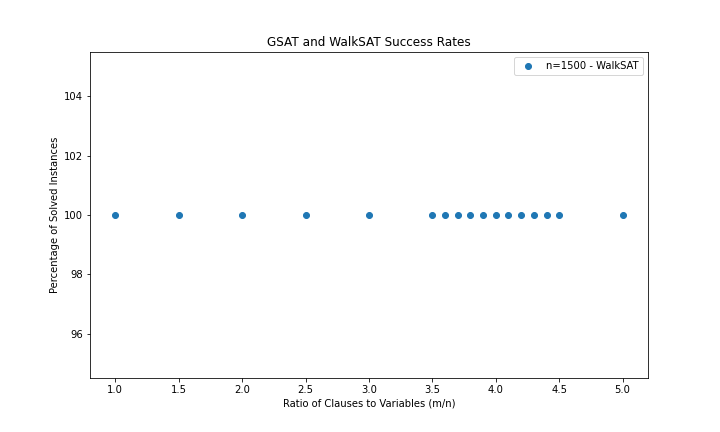 GSAT and WalkSAT Success Rates
n=1500 - WalkSAT
Percentage of Solved Instances
104
102
100
98
96
1.0 1.5 2.0 2.5 3.0 3.5 4.0 4.5 5.0
Ratio of Clauses to Variables (m/n)